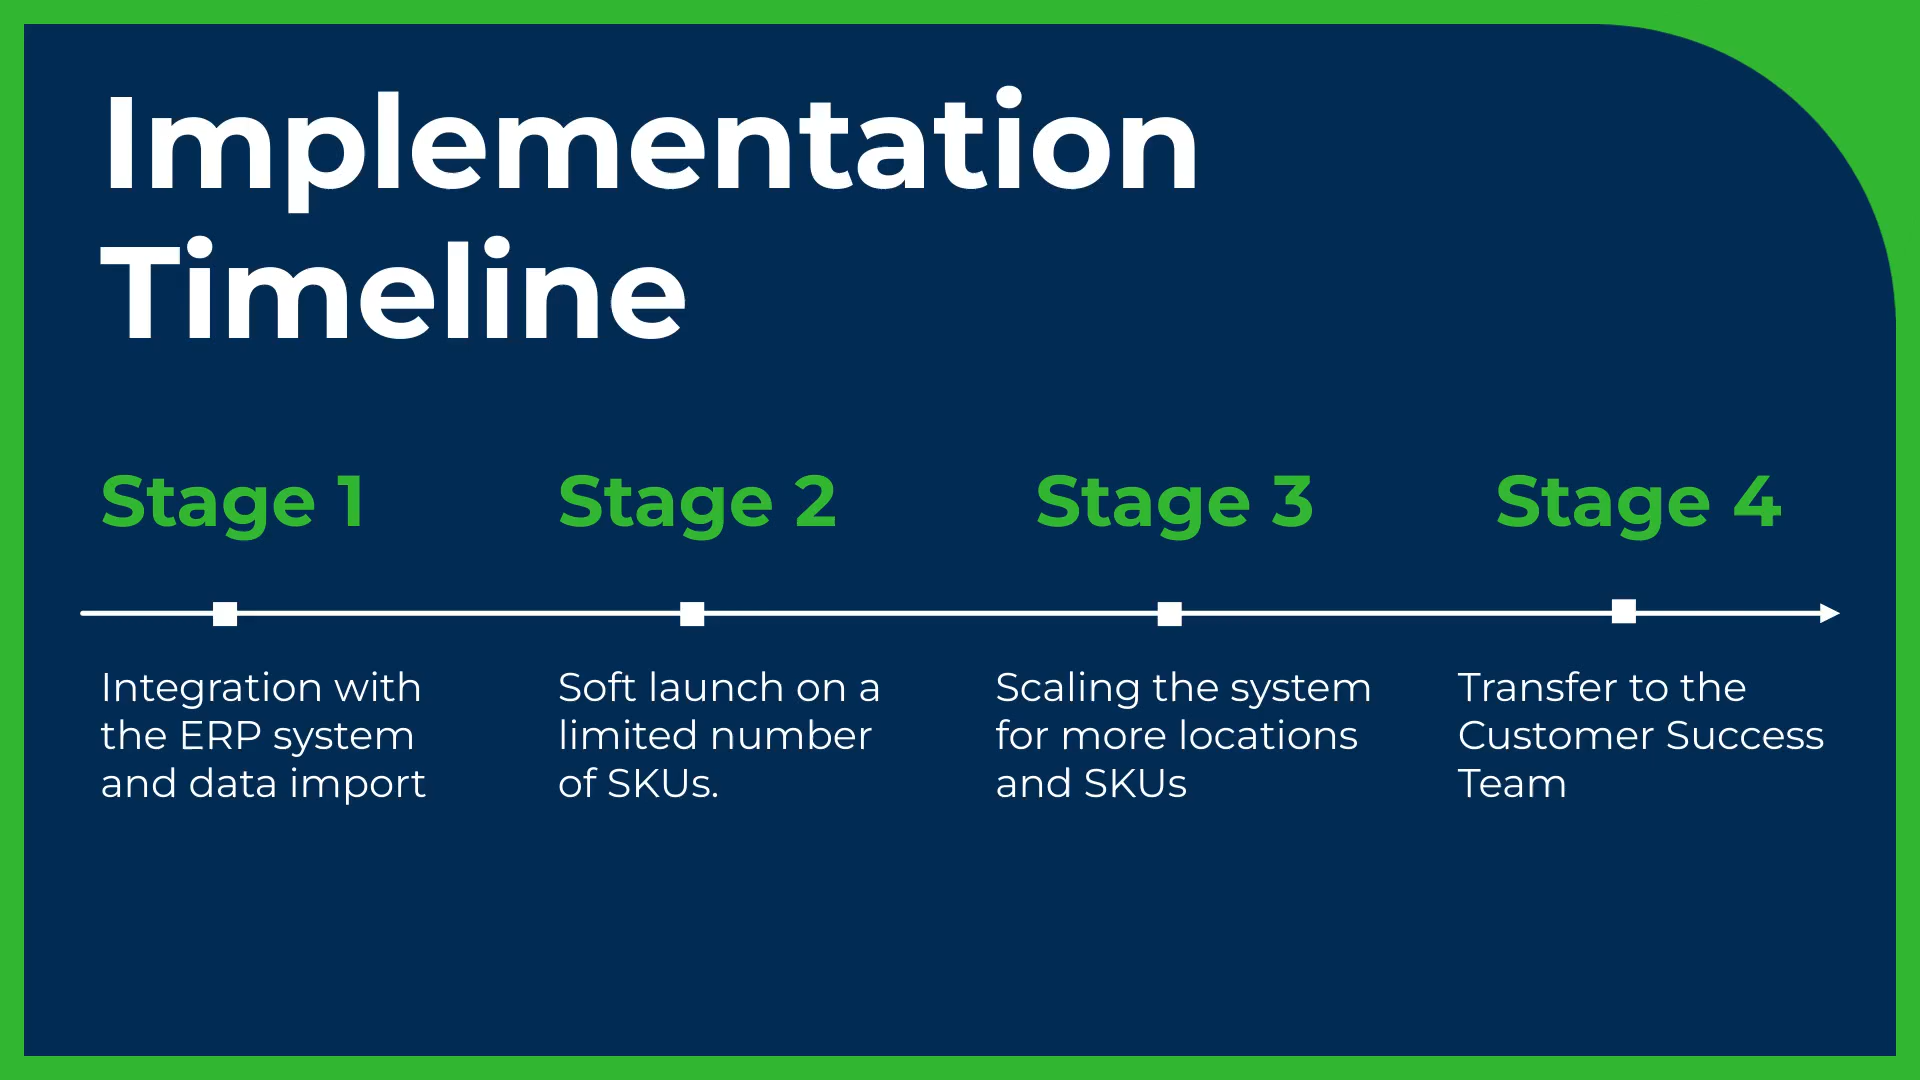 Implementation
Timeline
Stage 1
Stage 2
Stage 3
Stage 4
Integration with
the ERP system
and data import
Soft launch on a
limited number
of SKUs.
Scaling the system
for more locations
and SKUs
Transfer to the
Customer Success
Team